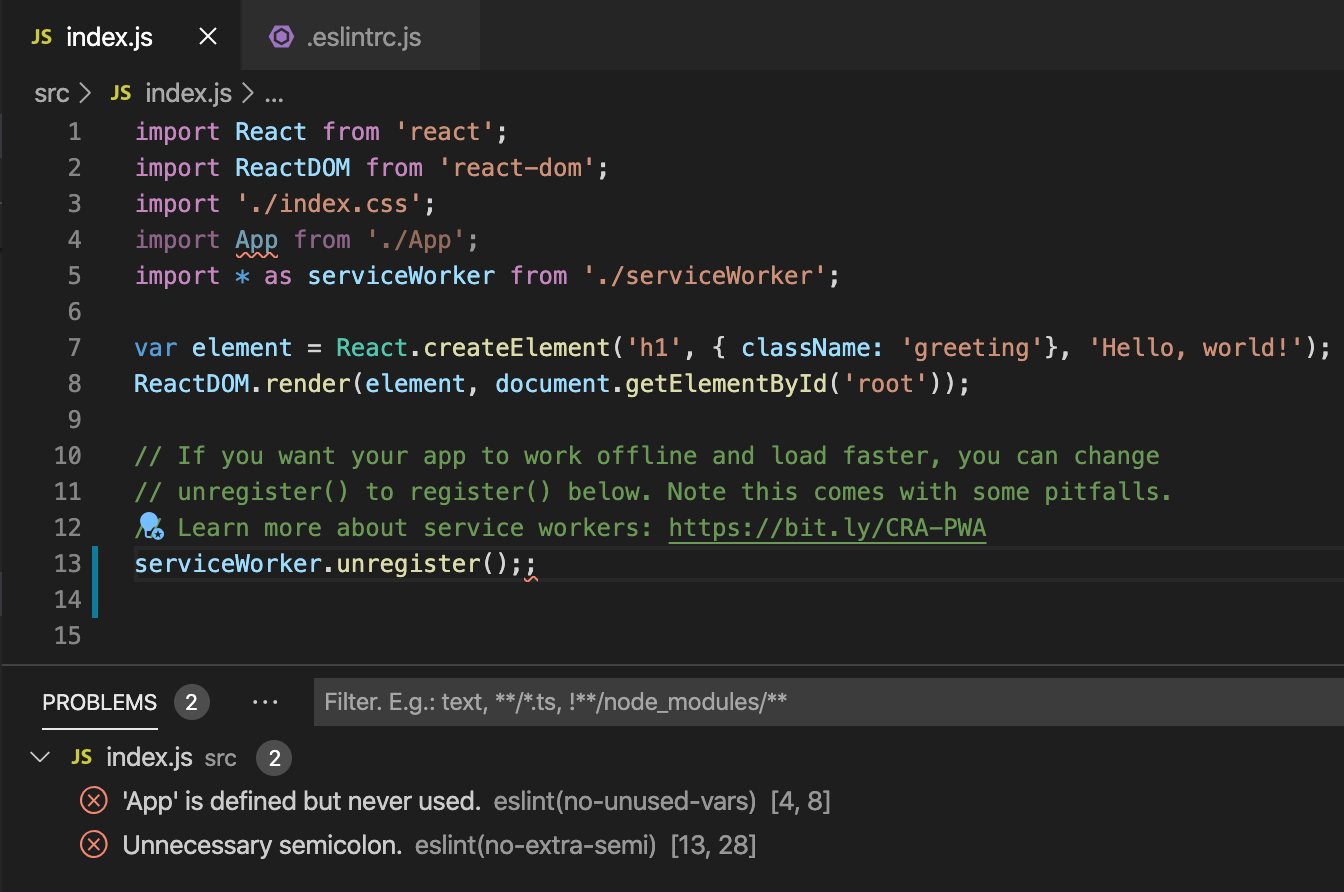 JS index.js × .eslintrc.js
src > JS index.js > ...
1 import React from 'react';
2 import ReactDOM from 'react-dom';
3 import './index.css';
4 import App from './App';
5 import * as serviceWorker from './serviceWorker';
6
7 var element = React.createElement('h1', { className: 'greeting'}, 'Hello, world!');
8 ReactDOM.render(element, document.getElementById('root'));
9
10 // If you want your app to work offline and load faster, you can change
11 // unregister() to register() below. Note this comes with some pitfalls.
12 // Learn more about service workers: https://bit.ly/CRA-PWA
13 serviceWorker.unregister();;
14
15
PROBLEMS 2 ... Filter. E.g.: text, **/*.ts, !**/node_modules/**
JS index.js src 2
'App' is defined but never used. eslint(no-unused-vars) [4, 8]
Unnecessary semicolon. eslint(no-extra-semi) [13, 28]